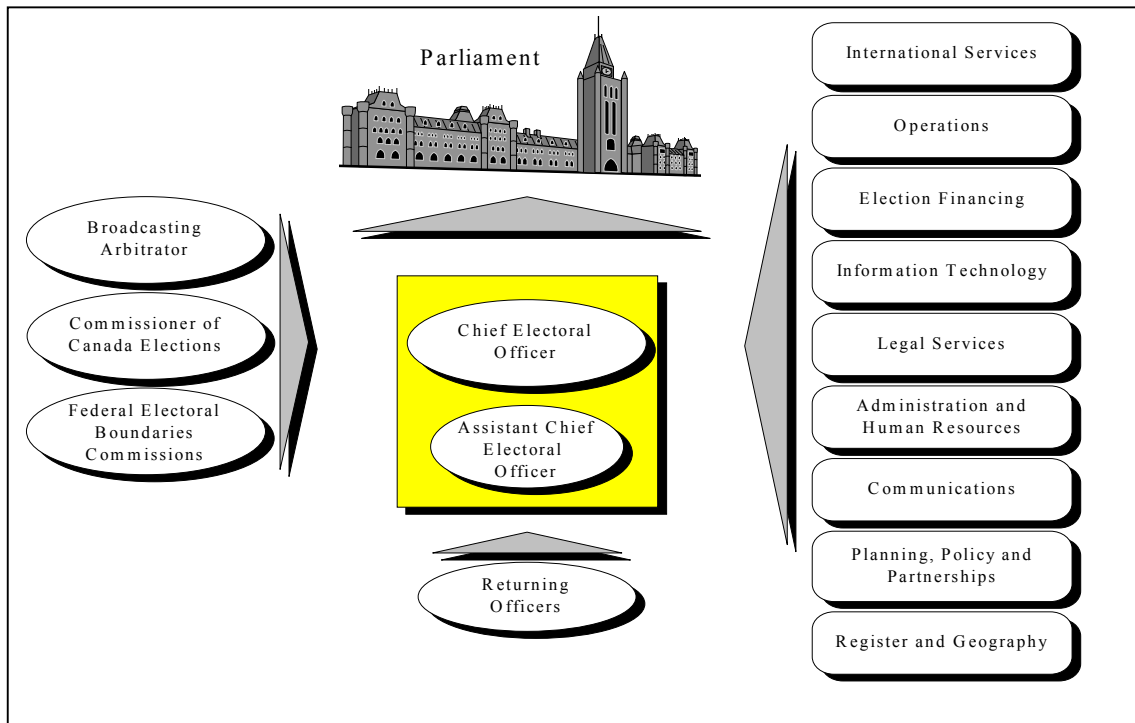 Parliament
Broadcasting
Arbitrator
Commissioner of
Canada Elections
Federal Electoral
Boundaries
Commissions
Chief Electoral
Officer
Assistant Chief
Electoral
Officer
Returning
Officers
International Services
Operations
Election Financing
Information Technology
Legal Services
Administration and
Human Resources
Communications
Planning, Policy and
Partnerships
Register and Geography